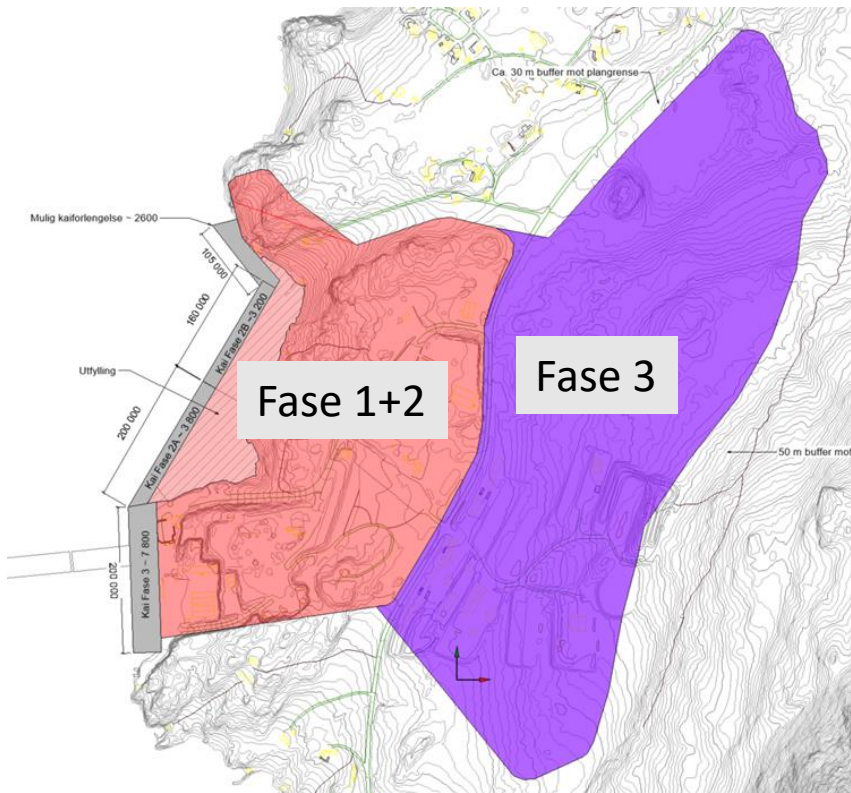 Ca. 30 m buffer mot plangrense
Mulig kaiforlengelse ~ 2600
105 000
160 000
Kai Fase 2B ~3 200
Utfylling
Fase 1+2
Fase 3
200 000
Kai Fase 2A ~ 3 800
50 m buffer mot
Kai Fase 3 ~ 7 800
200 000